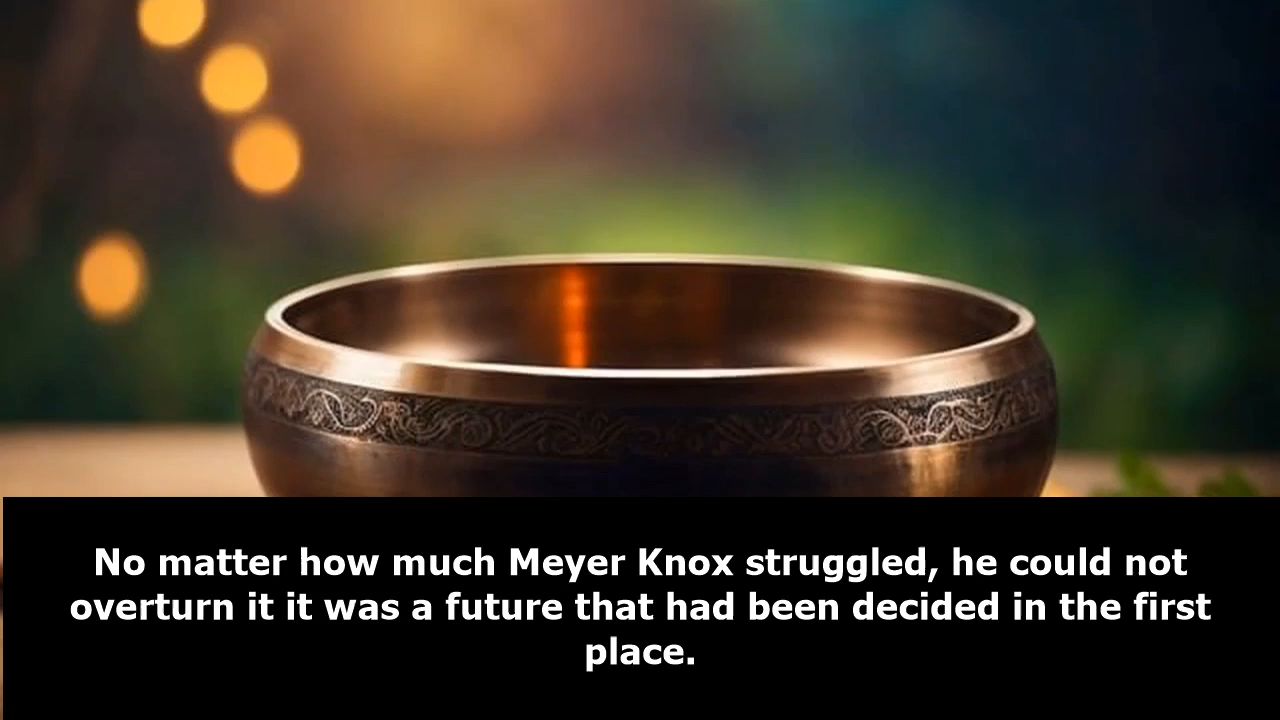 No matter how much Meyer Knox struggled, he could not
overturn it it was a future that had been decided in the first
place.